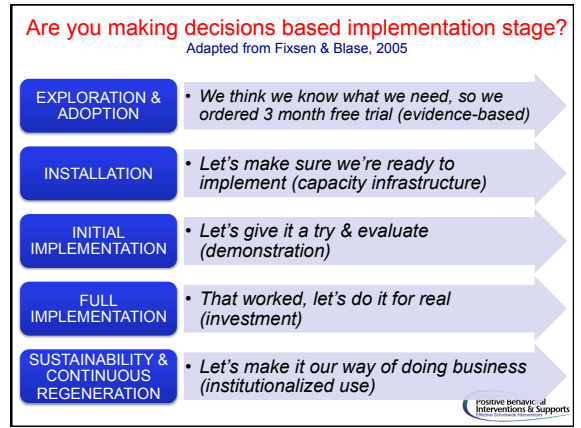 Are you making decisions based implementation stage?
Adapted from Fixsen & Blase, 2005
EXPLORATION &
ADOPTION
• We think we know what we need, so we
ordered 3 month free trial (evidence-based)
INSTALLATION
• Let's make sure we're ready to
implement (capacity infrastructure)
INITIAL
IMPLEMENTATION
• Let's give it a try & evaluate
(demonstration)
FULL
IMPLEMENTATION
• That worked, let's do it for real
(investment)
SUSTAINABILITY &
CONTINUOUS
REGENERATION
• Let's make it our way of doing business
(institutionalized use)
Positive Behavioral
Interventions & Supports
Effective Schoolwide Interventions